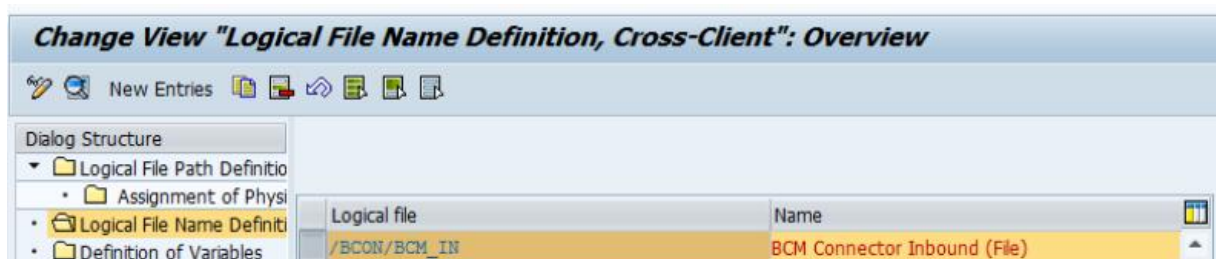 Change View "Logical File Name Definition, Cross-Client": Overview
New Entries
Dialog Structure
Logical File Path Definitio
Assignment of Physi
Logical File Name Definiti
Definition of Variables
Logical file Name
/BCON/BCM_IN BCM Connector Inbound (File)